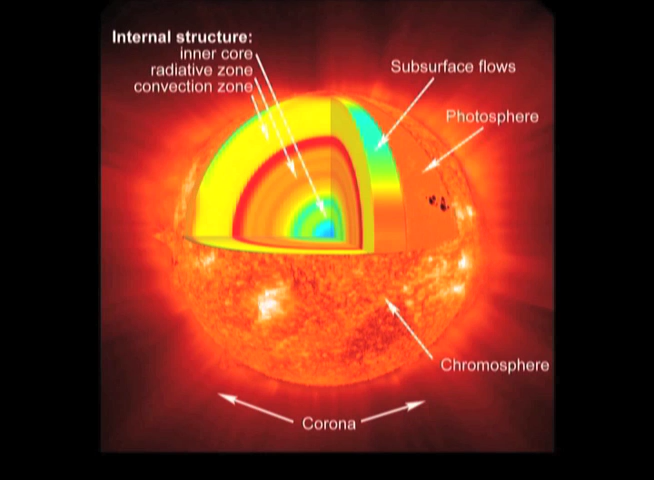 Internal structure:
inner core
radiative zone
convection zone
Subsurface flows
Photosphere
Chromosphere
Corona